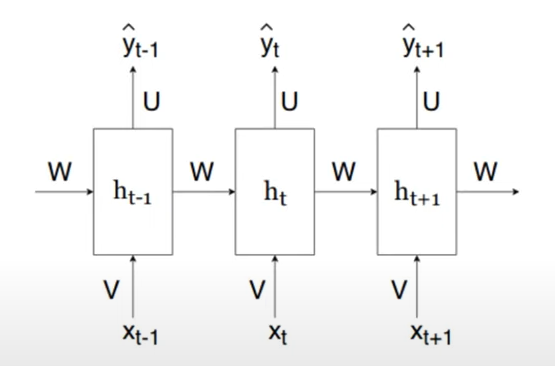 ŷt-1 ŷt ŷt+1
U U U
W W W W
ht-1 ht ht+1
V V V
xt-1 xt xt+1